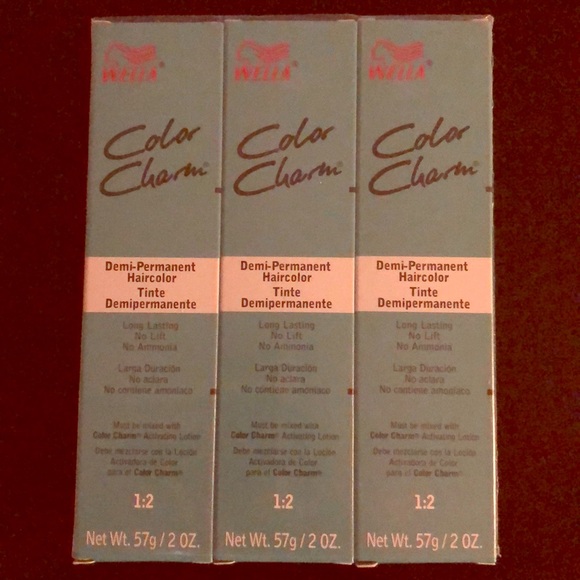 WELLA
Color
Charm®
Demi-Permanent
Haircolor
Tinte
Demipermanente
Long Lasting
No Lift
No Ammonia
Larga Duración
No aclara
No contiene amoníaco
Must be mixed with
Color Charm® Activating Lotion
Debe mezclarse con la Loción
Activadora de Color
para el Color Charm®
1:2
Net Wt. 57g/2 OZ.
WELLA
Color
Charm®
Demi-Permanent
Haircolor
Tinte
Demipermanente
Long Lasting
No Lift
No Ammonia
Larga Duración
No aclara
No contiene amoníaco
Must be mixed with
Color Charm® Activating Lotion
Debe mezclarse con la Loción
Activadora de Color
para el Color Charm®
1:2
Net Wt. 57g/2 OZ.
WELLA
Color
Charm®
Demi-Permanent
Haircolor
Tinte
Demipermanente
Long Lasting
No Lift
No Ammonia
Larga Duración
No aclara
No contiene amoníaco
Must be mixed with
Color Charm® Activating Lotion
Debe mezclarse con la Loción
Activadora de Color
para el Color Charm®
1:2
Net Wt. 57g/2 OZ.